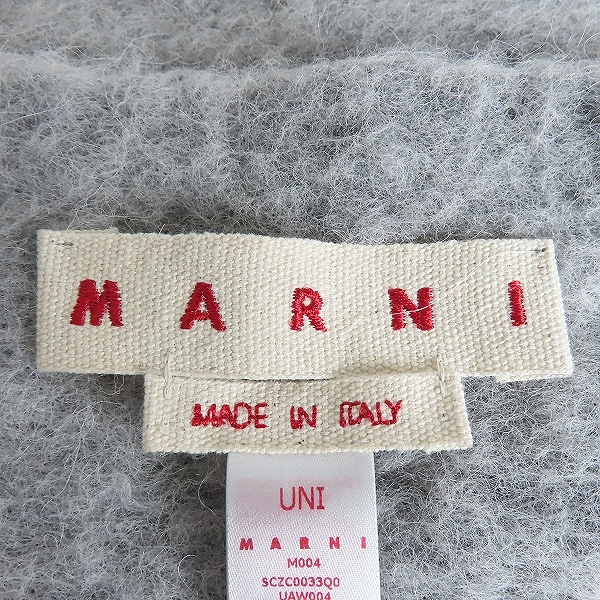 MARNI
MADE IN ITALY
UNI
MARNI
M004
SCZC0033Q0
UAW004